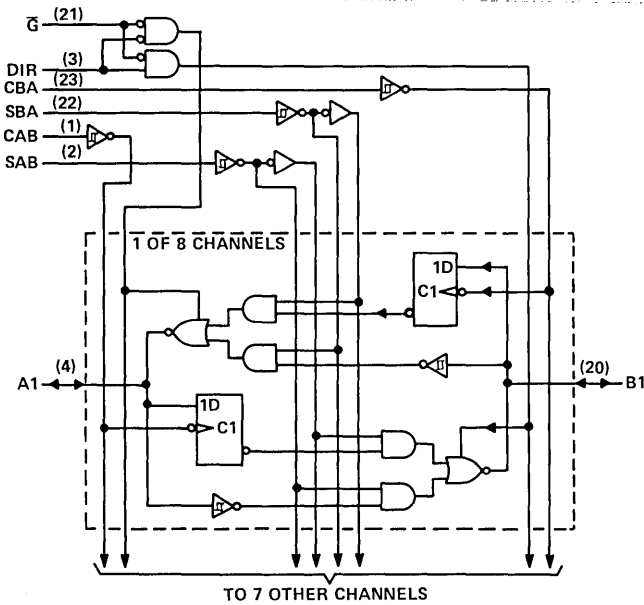 G̅ (21)
DIR (3)
CBA (23)
SBA (22)
CAB (1)
SAB (2)
1 OF 8 CHANNELS
1D
C1
A1 (4)
(20) B1
1D
C1
TO 7 OTHER CHANNELS